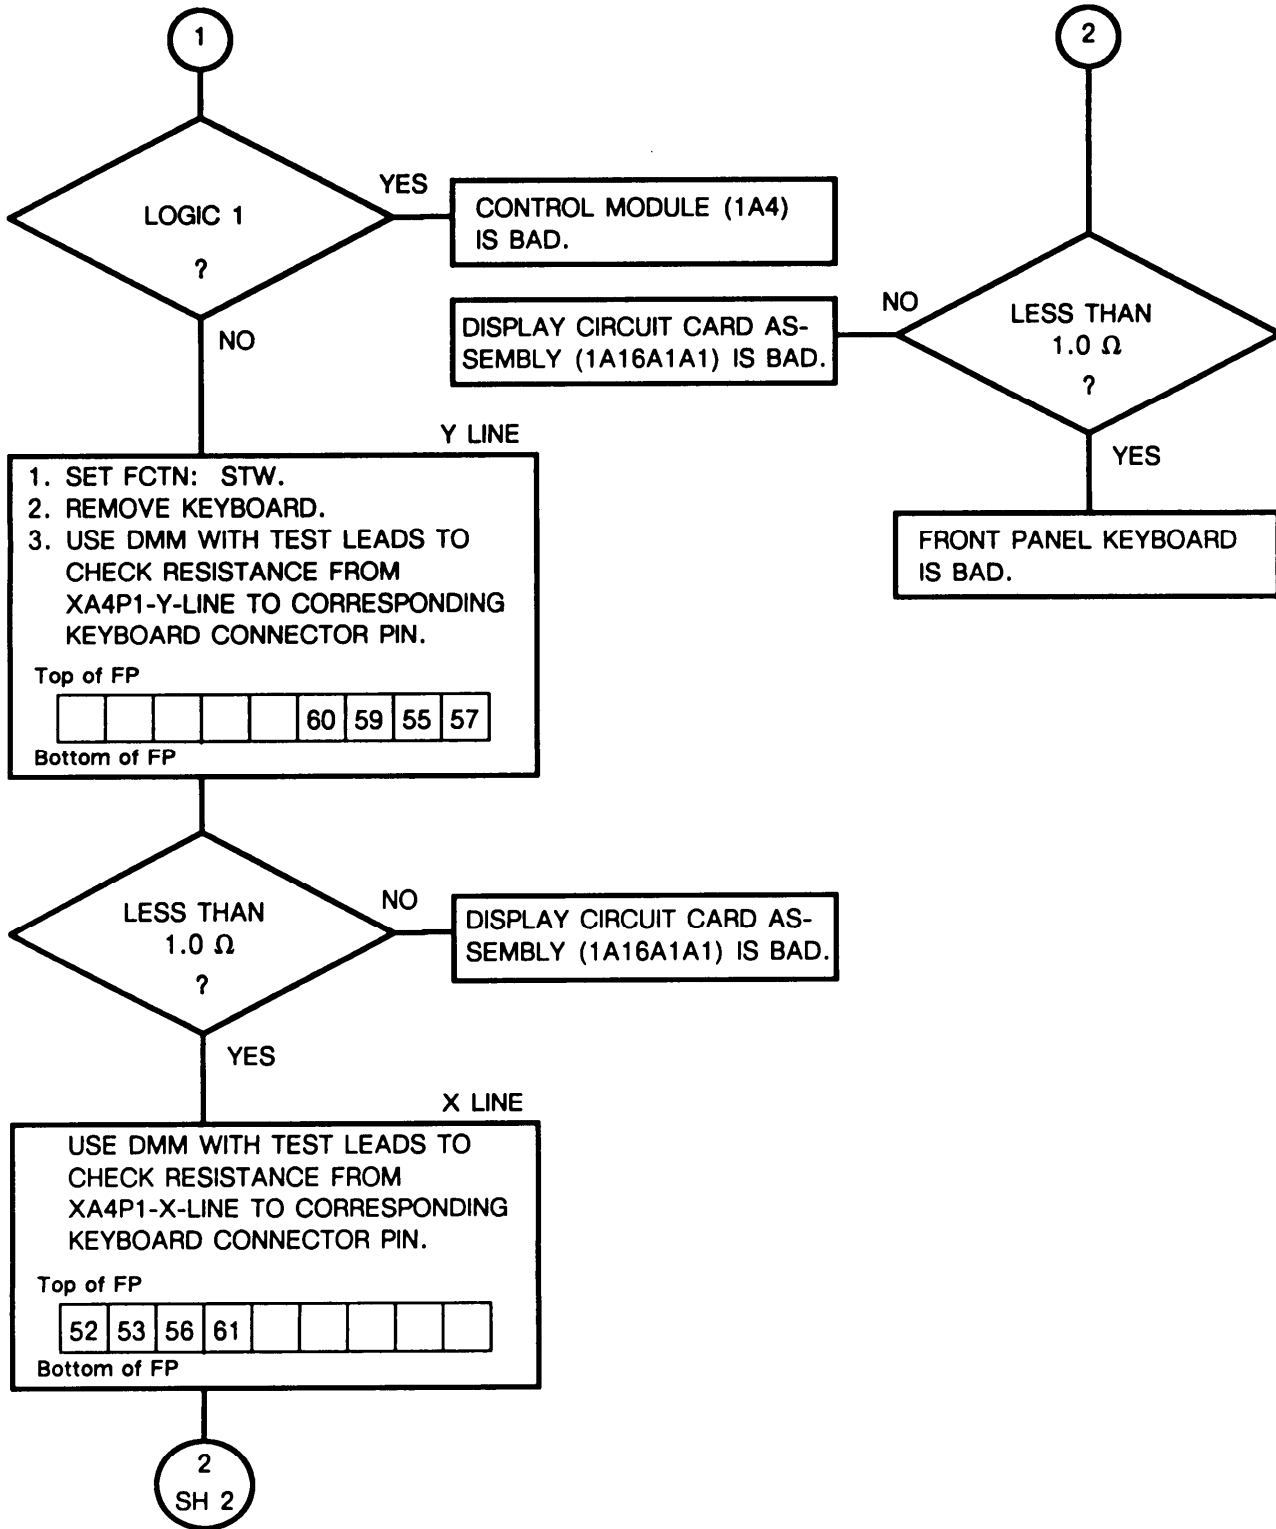 1
LOGIC 1
?
YES
CONTROL MODULE (1A4)
IS BAD.
NO
Y LINE
1. SET FCTN: STW.
2. REMOVE KEYBOARD.
3. USE DMM WITH TEST LEADS TO
CHECK RESISTANCE FROM
XA4P1-Y-LINE TO CORRESPONDING
KEYBOARD CONNECTOR PIN.
Top of FP
60 59 55 57
Bottom of FP
LESS THAN
1.0 Ω
?
NO
DISPLAY CIRCUIT CARD AS-
SEMBLY (1A16A1A1) IS BAD.
YES
X LINE
USE DMM WITH TEST LEADS TO
CHECK RESISTANCE FROM
XA4P1-X-LINE TO CORRESPONDING
KEYBOARD CONNECTOR PIN.
Top of FP
52 53 56 61
Bottom of FP
2
SH 2
2
LESS THAN
1.0 Ω
?
NO
DISPLAY CIRCUIT CARD AS-
SEMBLY (1A16A1A1) IS BAD.
YES
FRONT PANEL KEYBOARD
IS BAD.